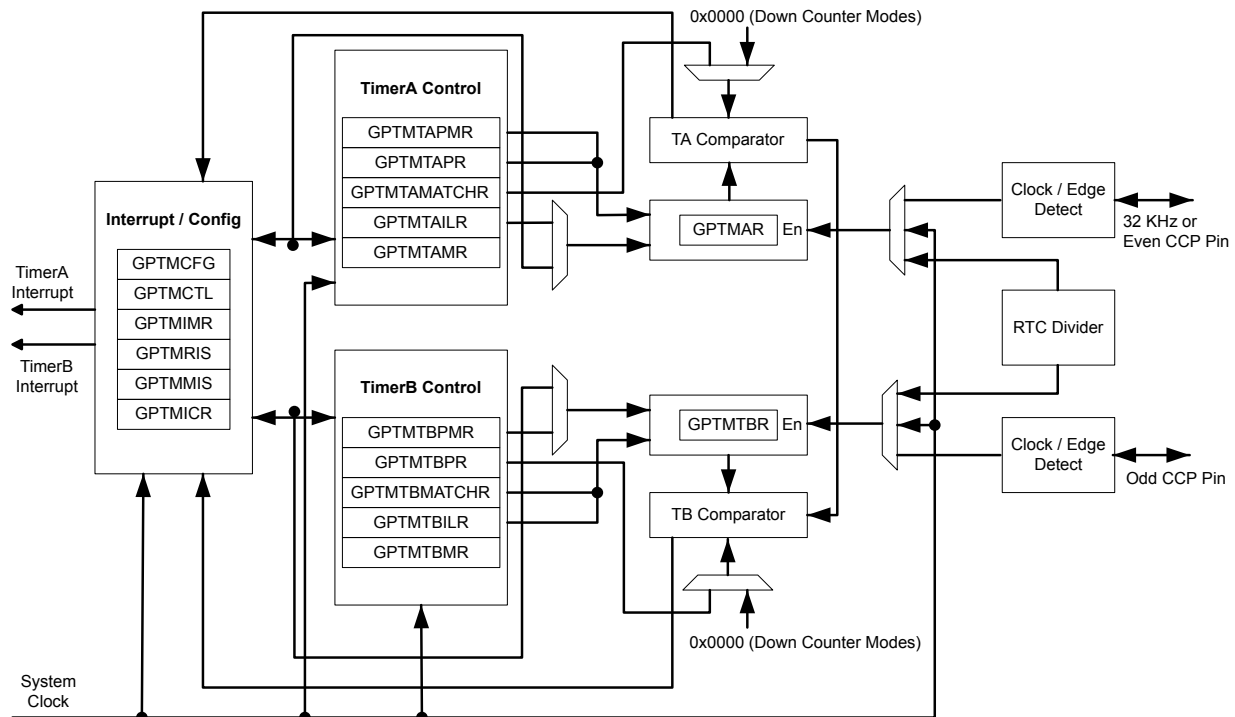 0x0000 (Down Counter Modes)
TimerA Control
GPTMTAPMR
GPTMTAPR
GPTMTAMATCHR
GPTMTAILR
GPTMTAMR
TA Comparator
GPTMAR
En
Clock / Edge
Detect
32 KHz or
Even CCP Pin
Interrupt / Config
GPTMCFG
GPTMCTL
GPTMIMR
GPTMRIS
GPTMMIS
GPTMICR
TimerA
Interrupt
TimerB
Interrupt
RTC Divider
TimerB Control
GPTMTBPMR
GPTMTBPR
GPTMTBMATCHR
GPTMTBILR
GPTMTBMR
GPTMTBR
En
TB Comparator
Clock / Edge
Detect
Odd CCP Pin
0x0000 (Down Counter Modes)
System
Clock